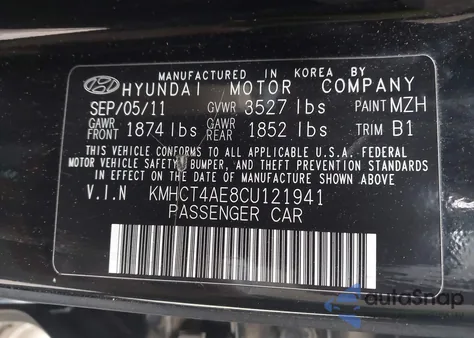 MANUFACTURED IN KOREA BY
HYUNDAI MOTOR COMPANY
SEP/05/11 GVWR 3527 lbs PAINT MZH
GAWR FRONT 1874 lbs GAWR REAR 1852 lbs TRIM B1
THIS VEHICLE CONFORMS TO ALL APPLICABLE U.S.A. FEDERAL
MOTOR VEHICLE SAFETY, BUMPER, AND THEFT PREVENTION STANDARDS
IN EFFECT ON THE DATE OF MANUFACTURE SHOWN ABOVE.
V.I.N KMHCT4AE8CU121941
PASSENGER CAR
autoSnap